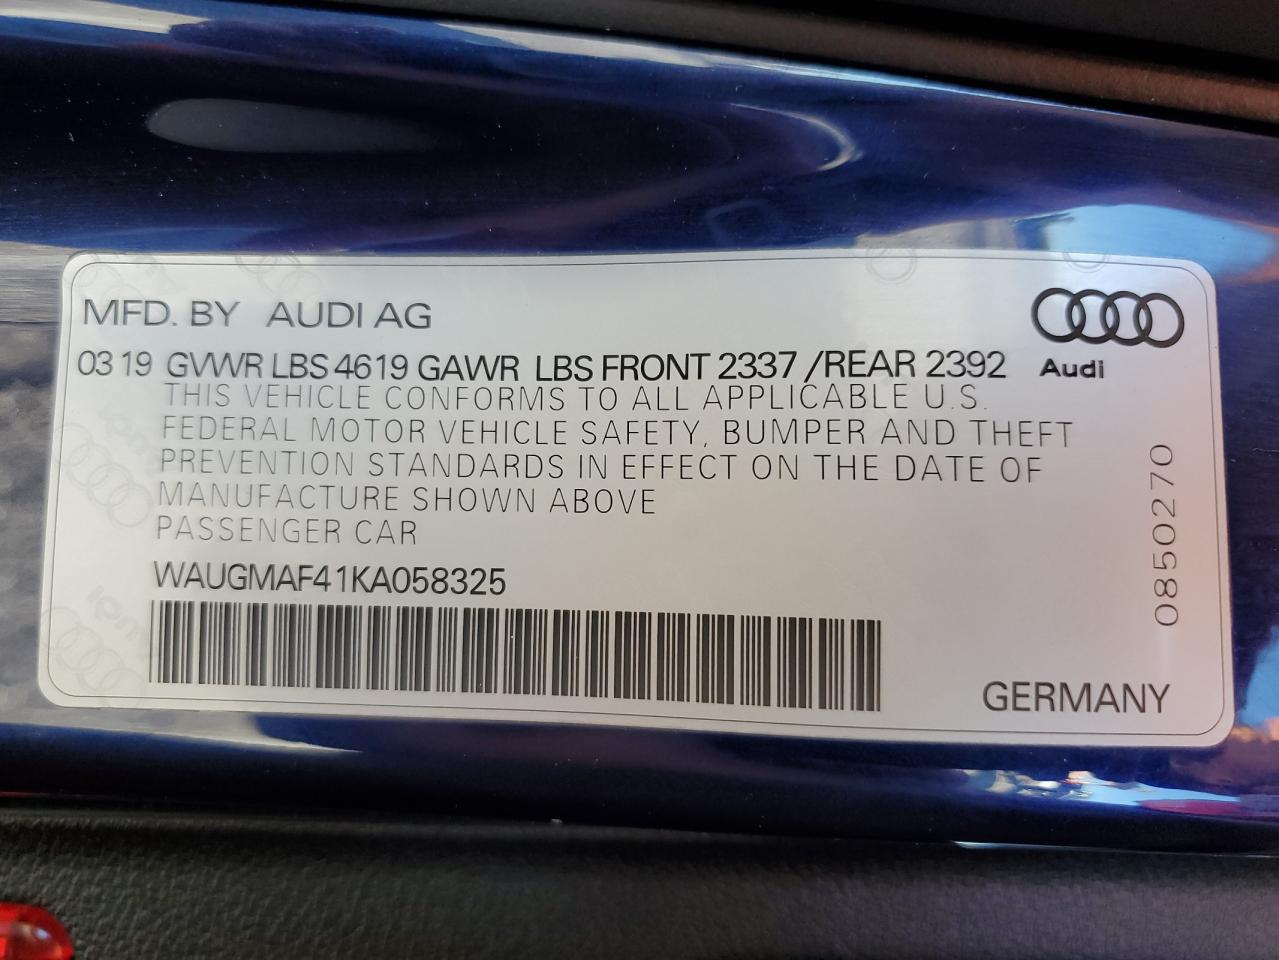 MFD. BY AUDI AG
03 19 GVWR LBS 4619 GAWR LBS FRONT 2337 /REAR 2392
Audi
THIS VEHICLE CONFORMS TO ALL APPLICABLE U.S.
FEDERAL MOTOR VEHICLE SAFETY, BUMPER AND THEFT
PREVENTION STANDARDS IN EFFECT ON THE DATE OF
MANUFACTURE SHOWN ABOVE
PASSENGER CAR
WAUGMAF41KA058325
0850270
GERMANY